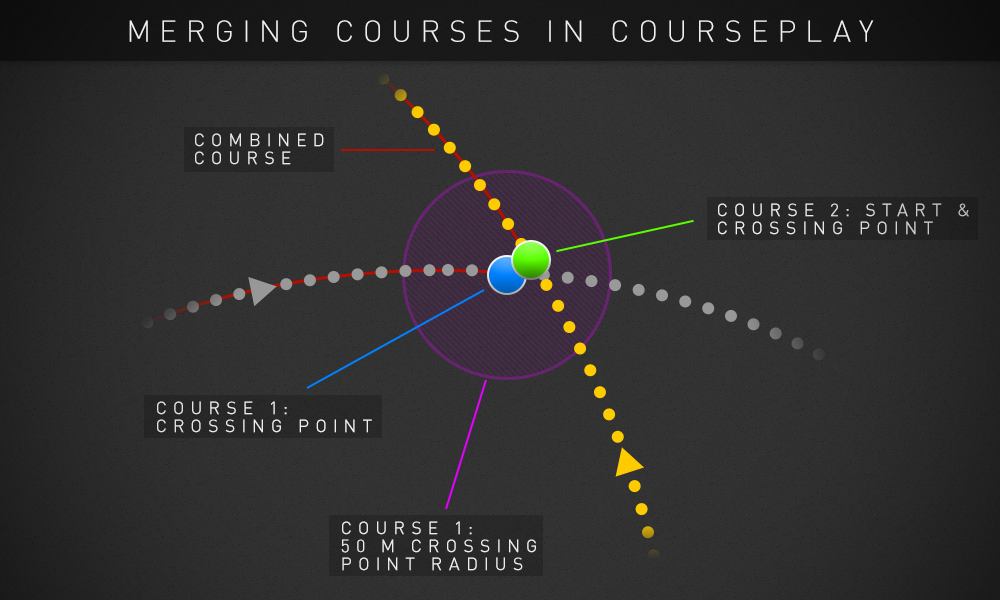 MERGING COURSES IN COURSEPLAY
COMBINED
COURSE
COURSE 2: START &
CROSSING POINT
COURSE 1:
CROSSING POINT
COURSE 1:
50 M CROSSING
POINT RADIUS